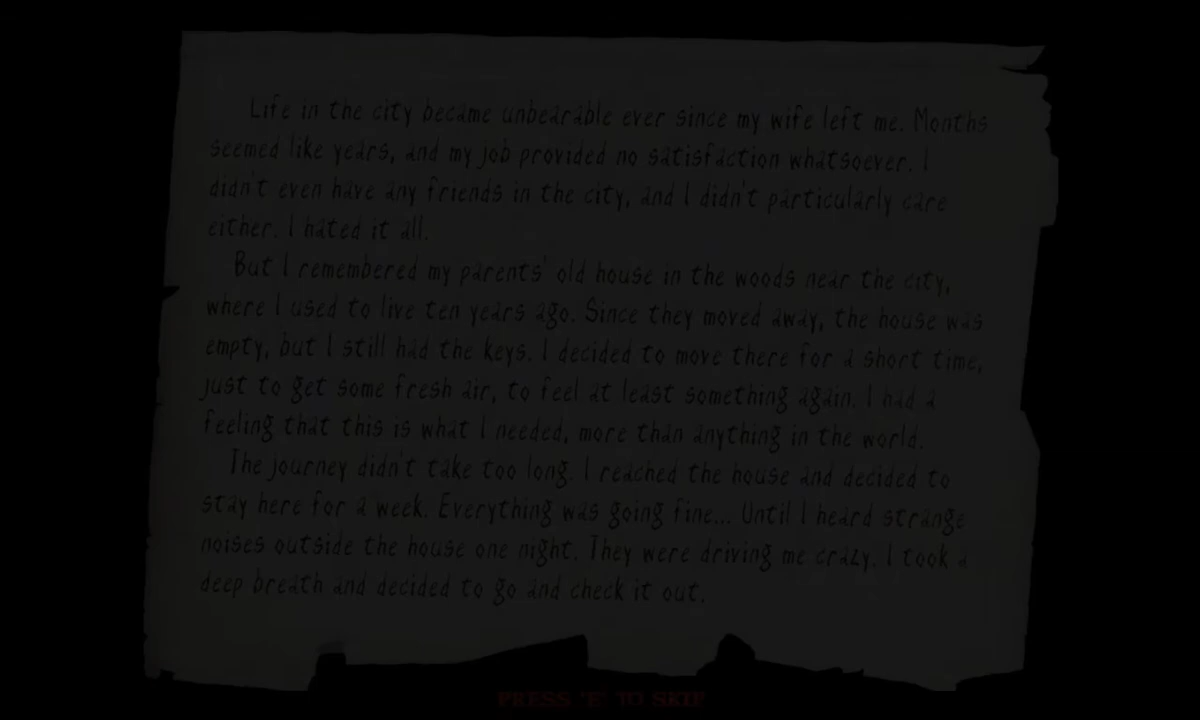 Life in the city became unbearable ever since my wife left me. Months
seemed like years, and my job provided no satisfaction whatsoever. I
didn't even have any friends in the city, and I didn't particularly care
either. I hated it all.
But I remembered my parents' old house in the woods near the city,
where I used to live ten years ago. Since they moved away, the house was
empty, but I still had the keys. I decided to move there for a short time,
just to get some fresh air, to feel at least something again. I had a
feeling that this is what I needed, more than anything in the world.
The journey didn't take too long. I reached the house and decided to
stay here for a week. Everything was going fine... Until I heard strange
noises outside the house one night. They were driving me crazy. I took a
deep breath and decided to go and check it out.
PRESS 'E' TO SKIP